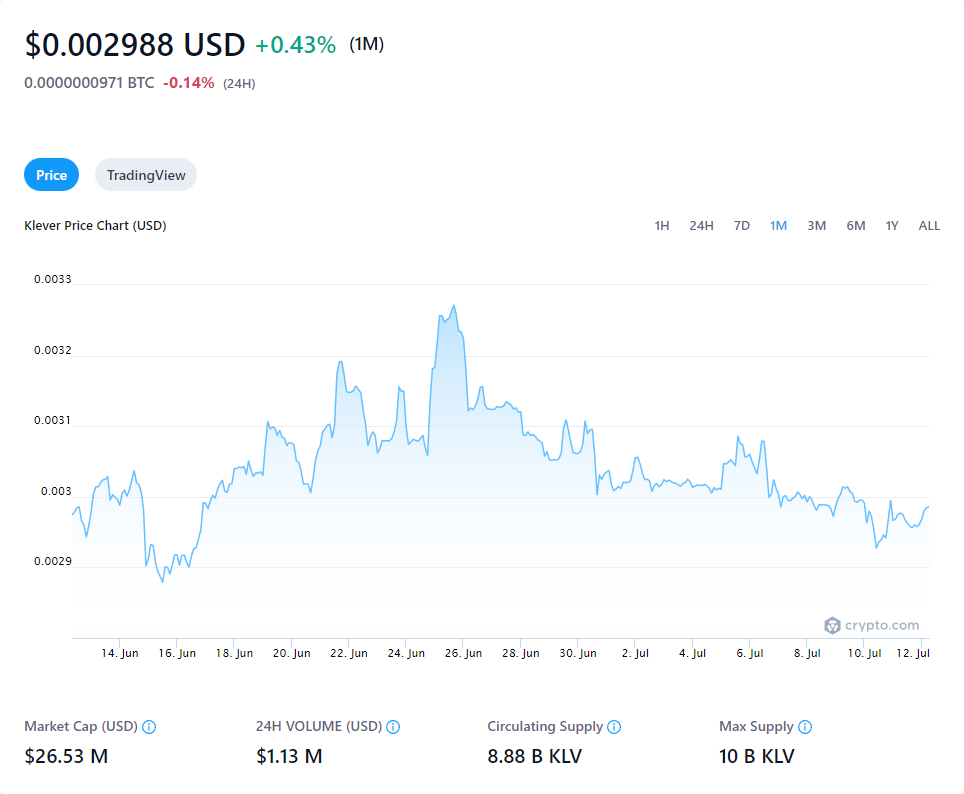 $0.002988 USD +0.43% (1M)
0.0000000971 BTC -0.14% (24H)
Price TradingView
Klever Price Chart (USD) 1H 24H 7D 1M 3M 6M 1Y ALL
0.0033
0.0032
0.0031
0.003
0.0029
crypto.com
14. Jun 16. Jun 18. Jun 20. Jun 22. Jun 24. Jun 26. Jun 28. Jun 30. Jun 2. Jul 4. Jul 6. Jul 8. Jul 10. Jul 12. Jul
Market Cap (USD) 24H VOLUME (USD) Circulating Supply Max Supply
$26.53 M $1.13 M 8.88 B KLV 10 B KLV